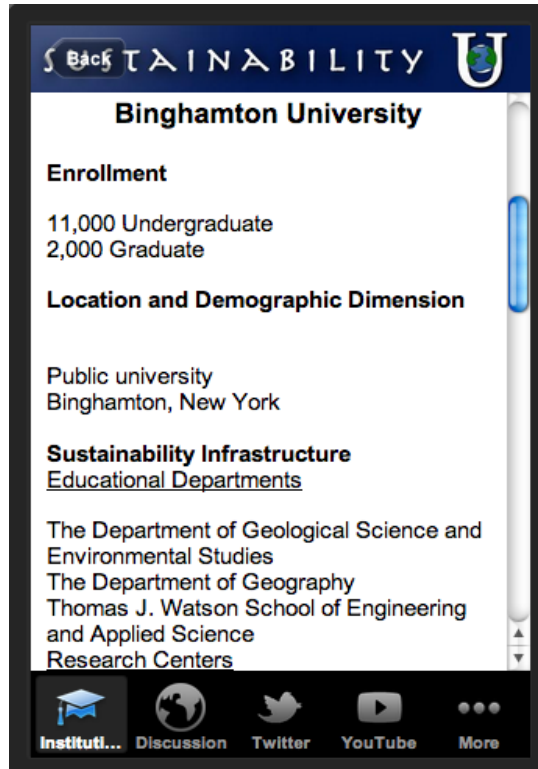 SUSTAINABILITY U
Back
Binghamton University
Enrollment
11,000 Undergraduate
2,000 Graduate
Location and Demographic Dimension
Public university
Binghamton, New York
Sustainability Infrastructure
Educational Departments
The Department of Geological Science and
Environmental Studies
The Department of Geography
Thomas J. Watson School of Engineering
and Applied Science
Research Centers
Instituti... Discussion Twitter YouTube More